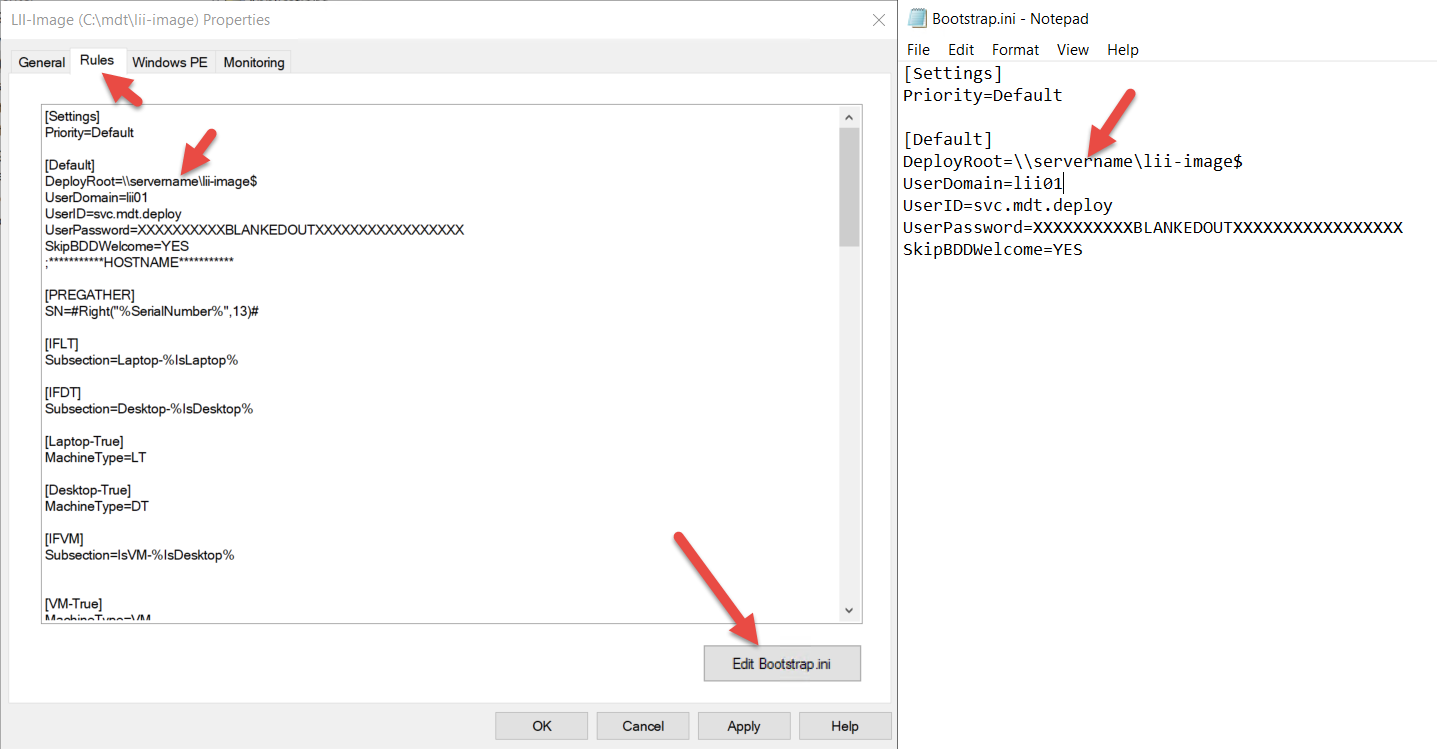 LII-Image (C:\mdt\lii-image) Properties
General Rules Windows PE Monitoring
[Settings]
Priority=Default
[Default]
DeployRoot=\\servername\lii-image$
UserDomain=lii01
UserID=svc.mdt.deploy
UserPassword=XXXXXXXXXXBLANKEDOUTXXXXXXXXXXXXXXXXX
SkipBDDWelcome=YES
;***********HOSTNAME***********
[PREGATHER]
SN=#Right("%SerialNumber%",13)#
[IFLT]
Subsection=Laptop-%IsLaptop%
[IFDT]
Subsection=Desktop-%IsDesktop%
[Laptop-True]
MachineType=LT
[Desktop-True]
MachineType=DT
[IFVM]
Subsection=IsVM-%IsDesktop%
[VM-True]
MachineType=VM
Edit Bootstrap.ini
OK Cancel Apply Help
Bootstrap.ini - Notepad
File Edit Format View Help
[Settings]
Priority=Default
[Default]
DeployRoot=\\servername\lii-image$
UserDomain=lii01
UserID=svc.mdt.deploy
UserPassword=XXXXXXXXXXBLANKEDOUTXXXXXXXXXXXXXXXXX
SkipBDDWelcome=YES